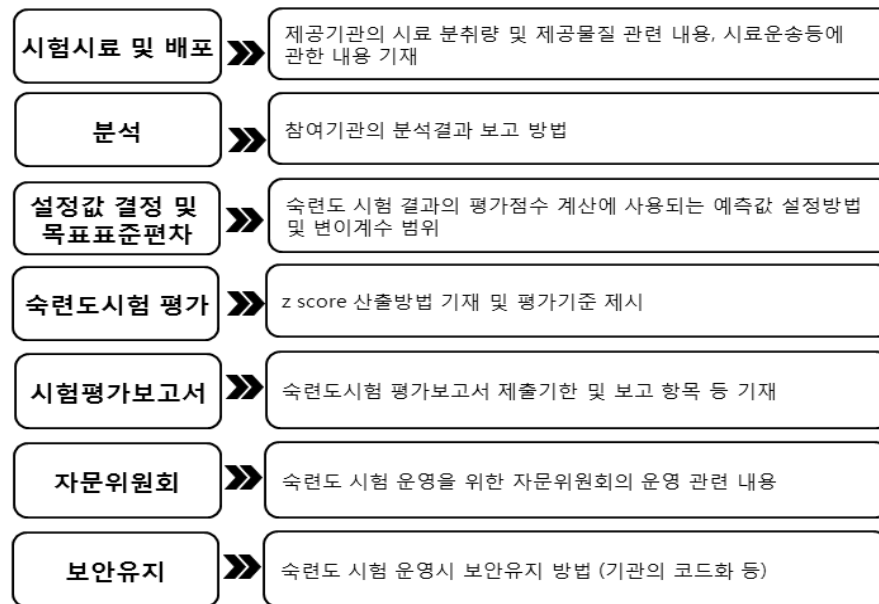 시험시료 및 배포
제공기관의 시료 분취량 및 제공물질 관련 내용, 시료운송등에
관한 내용 기재
분석
참여기관의 분석결과 보고 방법
설정값 결정 및
목표표준편차
숙련도 시험 결과의 평가점수 계산에 사용되는 예측값 설정방법
및 변이계수 범위
숙련도시험 평가
z score 산출방법 기재 및 평가기준 제시
시험평가보고서
숙련도시험 평가보고서 제출기한 및 보고 항목 등 기재
자문위원회
숙련도 시험 운영을 위한 자문위원회의 운영 관련 내용
보안유지
숙련도 시험 운영시 보안유지 방법 (기관의 코드화 등)